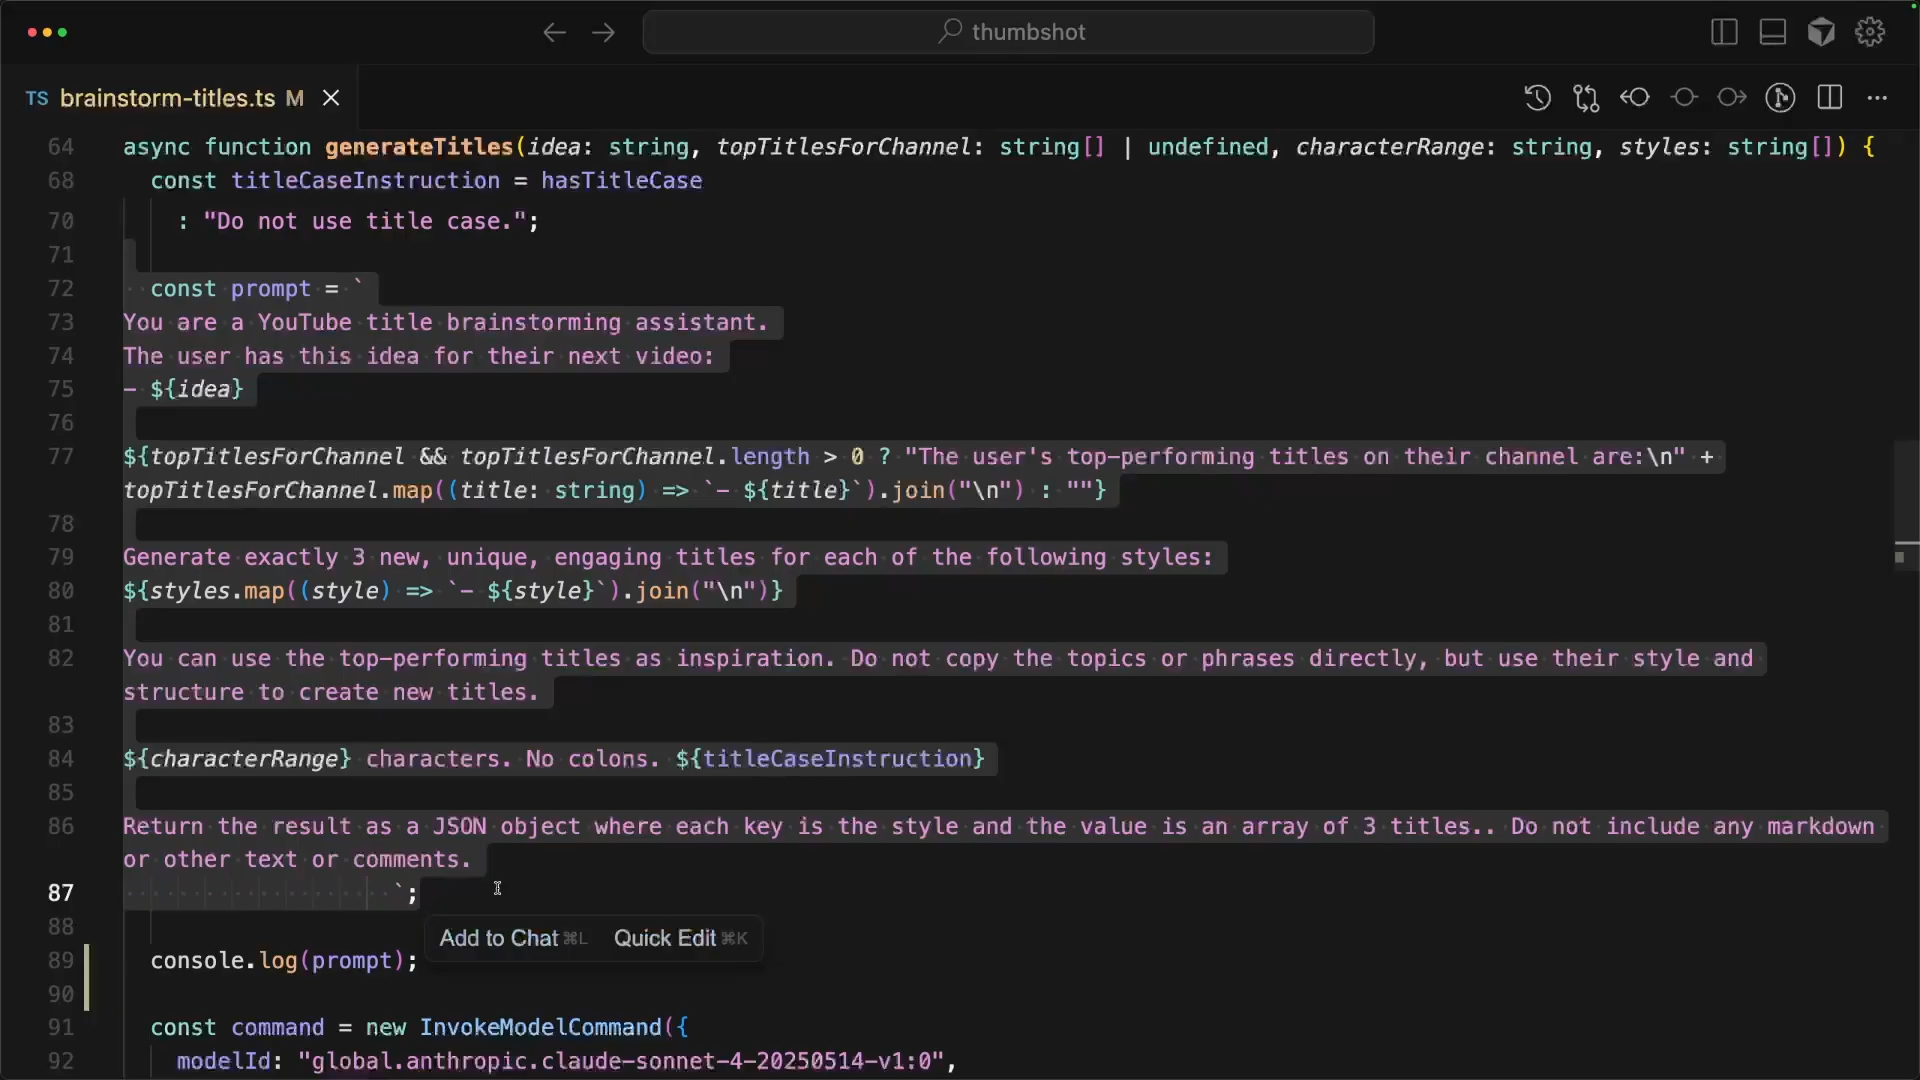 thumbshot
TS brainstorm-titles.ts M
64 async function generateTitles(idea: string, topTitlesForChannel: string[] | undefined, characterRange: string, styles: string[]) {
68 const titleCaseInstruction = hasTitleCase
70 : "Do not use title case.";
71
72 const prompt = `
73 You are a YouTube title brainstorming assistant.
74 The user has this idea for their next video:
75 - ${idea}
76
77 ${topTitlesForChannel && topTitlesForChannel.length > 0 ? "The user's top-performing titles on their channel are:\n" +
topTitlesForChannel.map((title: string) => `- ${title}`).join("\n") : ""}
78
79 Generate exactly 3 new, unique, engaging titles for each of the following styles:
80 ${styles.map((style) => `- ${style}`).join("\n")}
81
82 You can use the top-performing titles as inspiration. Do not copy the topics or phrases directly, but use their style and
structure to create new titles.
83
84 ${characterRange} characters. No colons. ${titleCaseInstruction}
85
86 Return the result as a JSON object where each key is the style and the value is an array of 3 titles.. Do not include any markdown
or other text or comments.
87 `;
88
Add to Chat ⌘L Quick Edit ⌘K
89 console.log(prompt);
90
91 const command = new InvokeModelCommand({
92 modelId: "global.anthropic.claude-sonnet-4-20250514-v1:0",